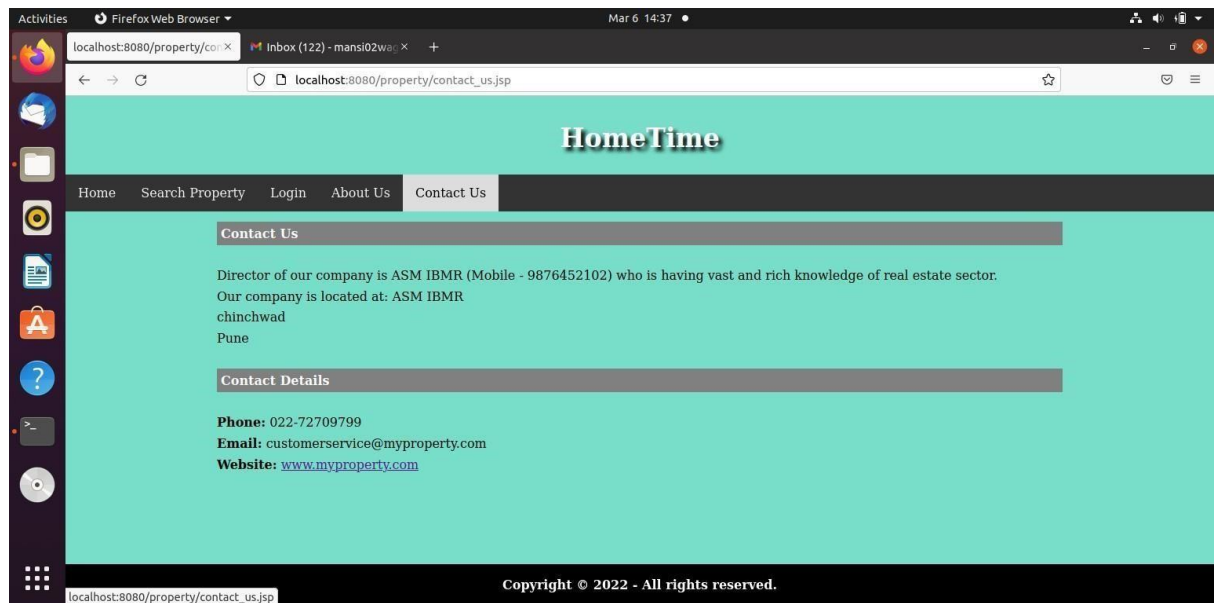 Activities Firefox Web Browser Mar 6 14:37
localhost:8080/property/con Inbox (122) - mansi02wag
localhost:8080/property/contact_us.jsp
HomeTime
Home Search Property Login About Us Contact Us
Contact Us
Director of our company is ASM IBMR (Mobile - 9876452102) who is having vast and rich knowledge of real estate sector.
Our company is located at: ASM IBMR
chinchwad
Pune
Contact Details
Phone: 022-72709799
Email: customerservice@myproperty.com
Website: www.myproperty.com
Copyright © 2022 - All rights reserved.
localhost:8080/property/contact_us.jsp